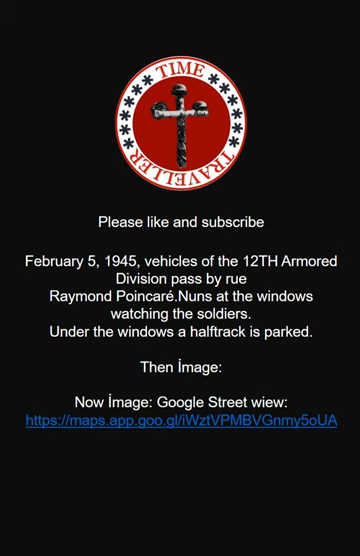 TIME
TRAVELLER
Please like and subscribe
February 5, 1945, vehicles of the 12TH Armored
Division pass by rue
Raymond Poincaré.Nuns at the windows
watching the soldiers.
Under the windows a halftrack is parked.
Then İmage:
Now İmage: Google Street wiew:
https://maps.app.goo.gl/iWztVPMBVGnmy5oUA